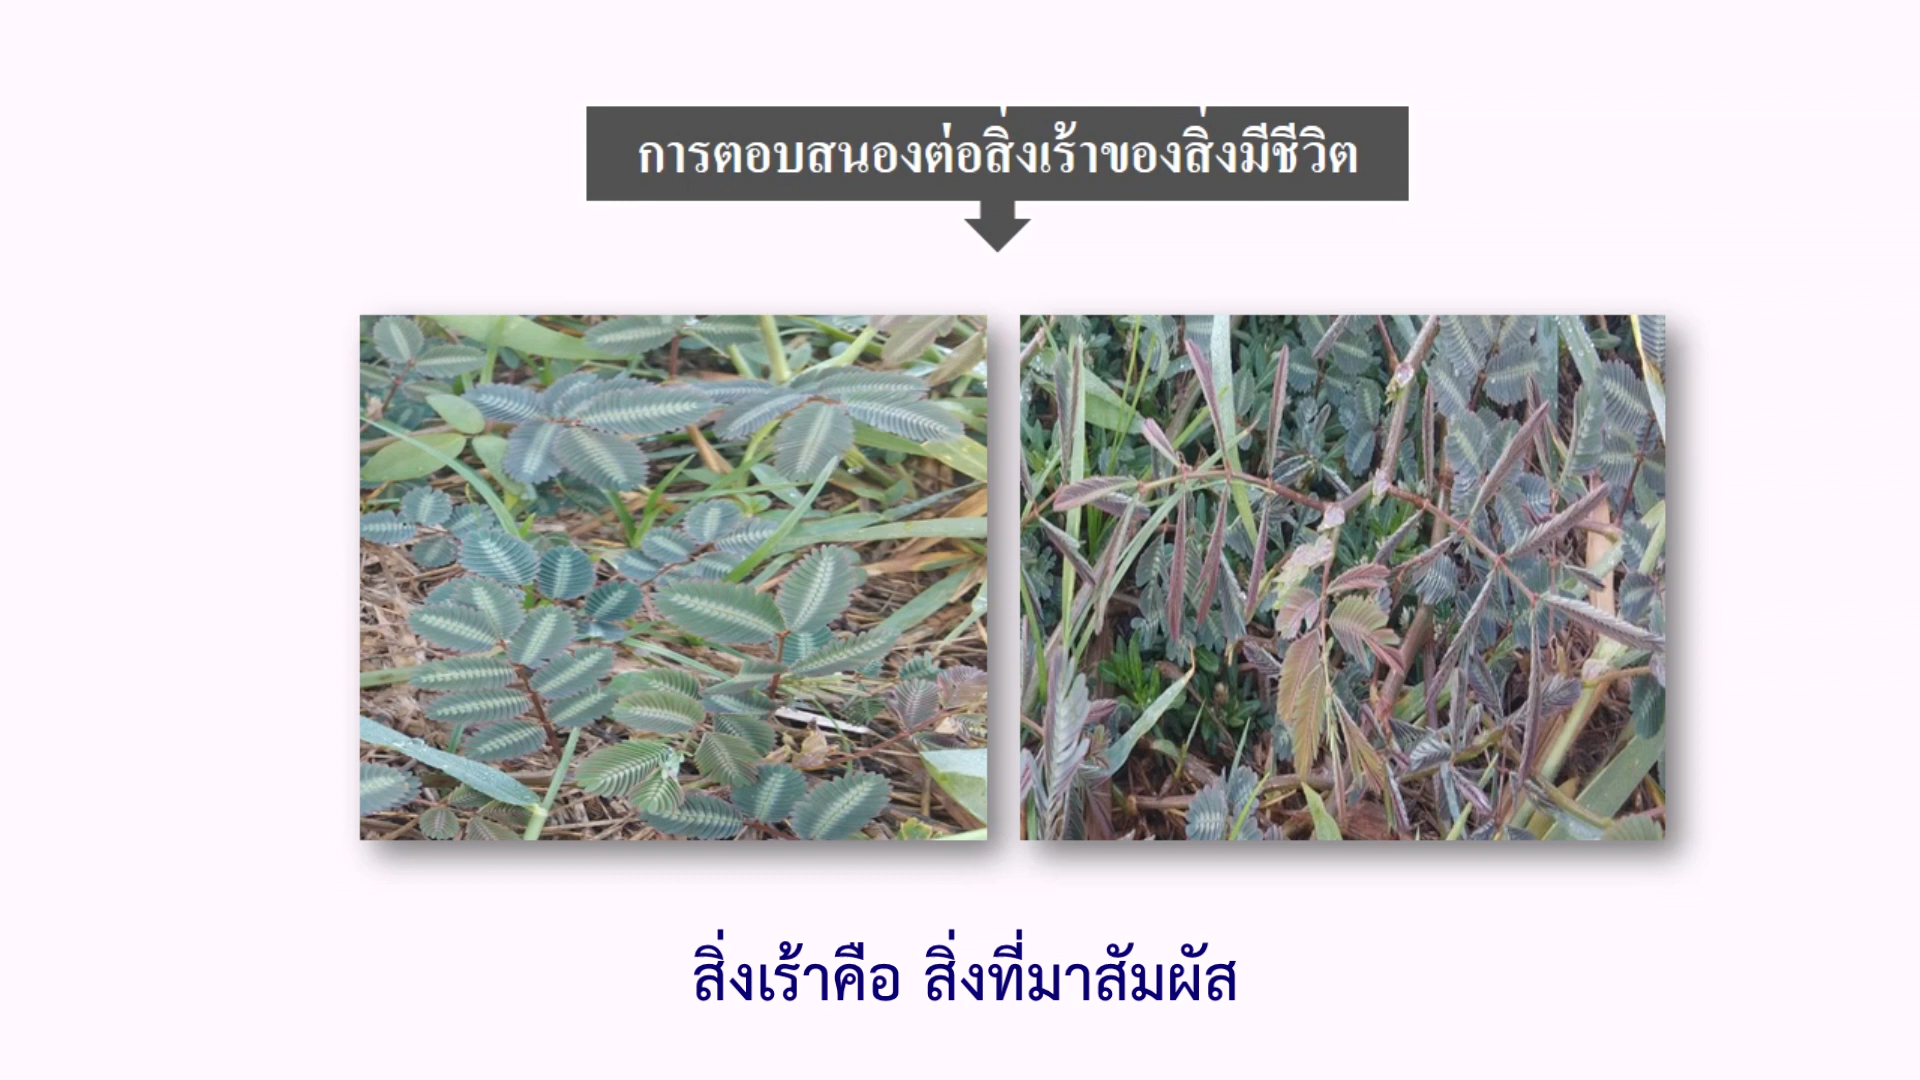 การตอบสนองต่อสิ่งเร้าของสิ่งมีชีวิต
สิ่งเร้าคือ สิ่งที่มาสัมผัส